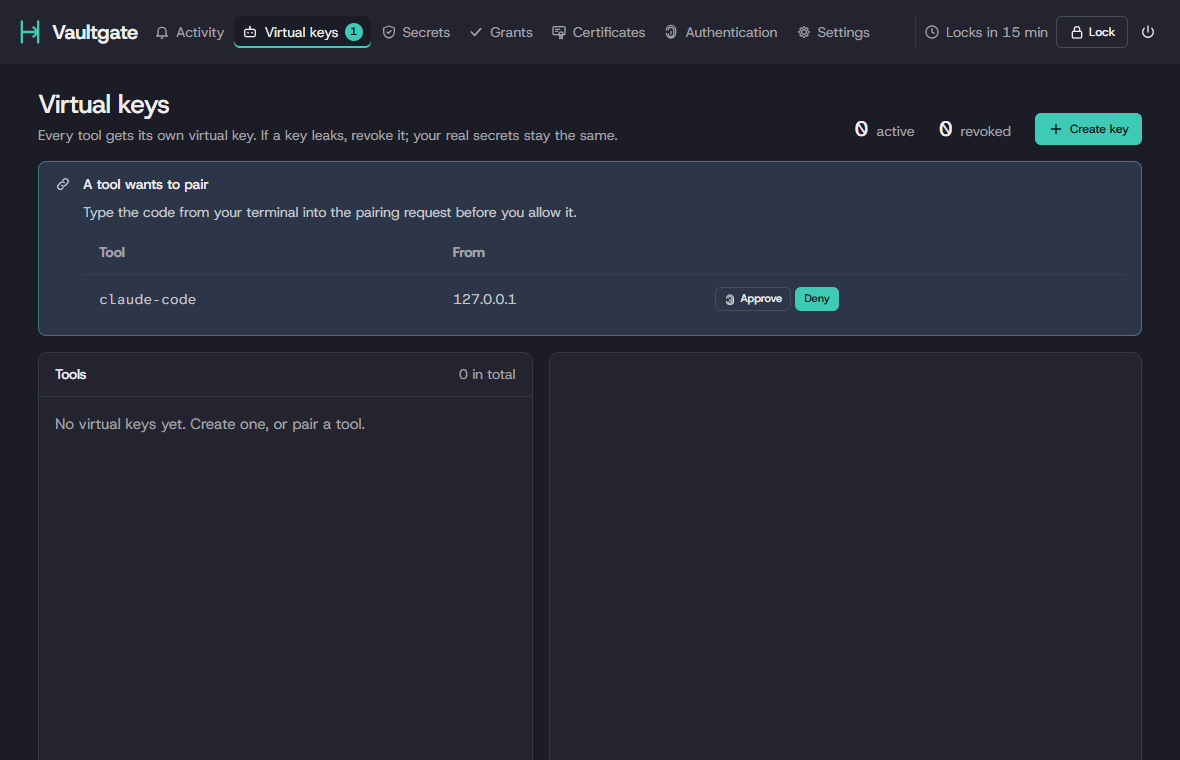 Vaultgate Activity Virtual keys 1 Secrets Grants Certificates Authentication Settings Locks in 15 min Lock
Virtual keys
Every tool gets its own virtual key. If a key leaks, revoke it; your real secrets stay the same.
0 active 0 revoked Create key
A tool wants to pair
Type the code from your terminal into the pairing request before you allow it.
Tool From
claude-code 127.0.0.1 Approve Deny
Tools 0 in total
No virtual keys yet. Create one, or pair a tool.